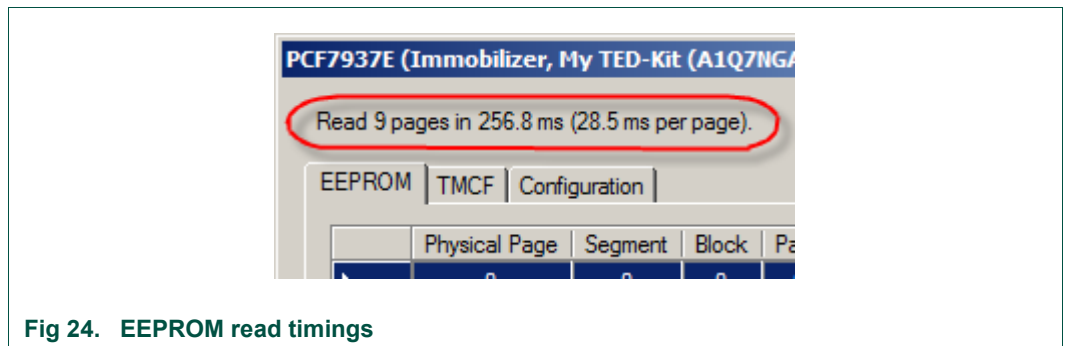 PCF7937E (Immobilizer, My TED-Kit (A1Q7NGA
Read 9 pages in 256.8 ms (28.5 ms per page).
EEPROM TMCF Configuration
Physical Page Segment Block Pa
Fig 24. EEPROM read timings